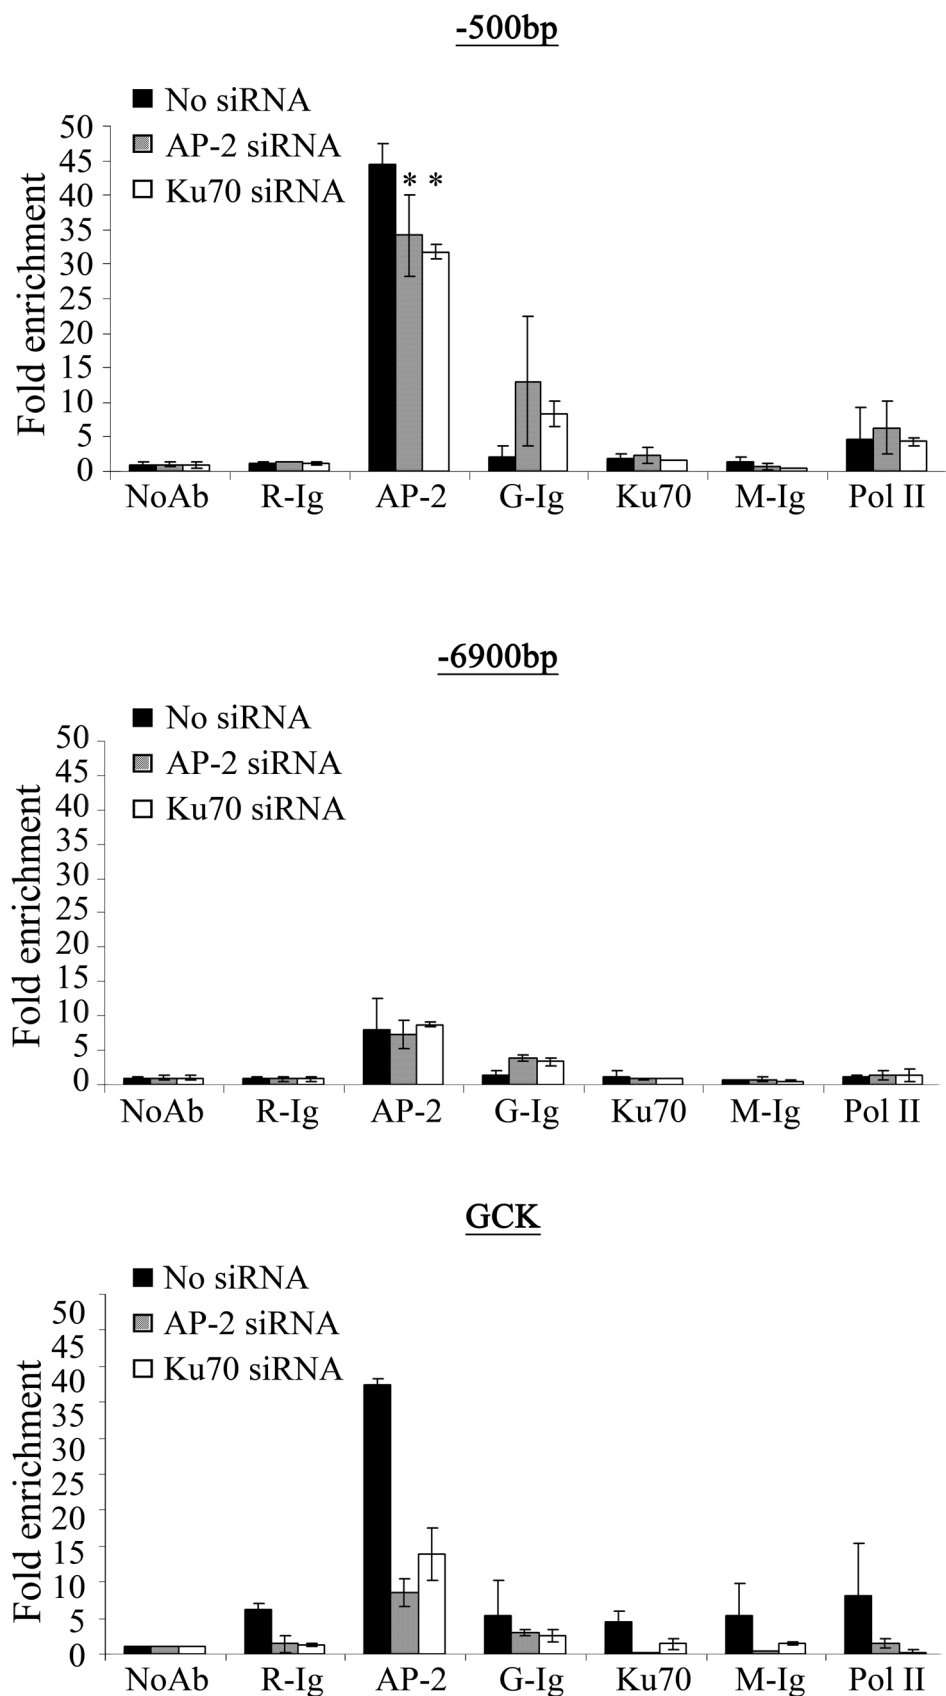 -500bp
No siRNA
AP-2 siRNA
Ku70 siRNA
Fold enrichment
50
45
40
35
30
25
20
15
10
5
0
* *
NoAb R-Ig AP-2 G-Ig Ku70 M-Ig Pol II
-6900bp
No siRNA
AP-2 siRNA
Ku70 siRNA
Fold enrichment
50
45
40
35
30
25
20
15
10
5
0
NoAb R-Ig AP-2 G-Ig Ku70 M-Ig Pol II
GCK
No siRNA
AP-2 siRNA
Ku70 siRNA
Fold enrichment
50
45
40
35
30
25
20
15
10
5
0
NoAb R-Ig AP-2 G-Ig Ku70 M-Ig Pol II